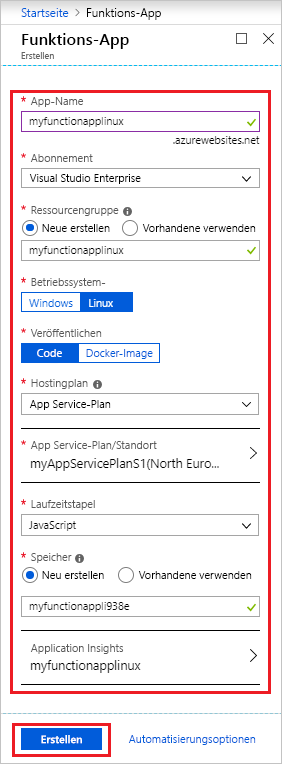 Startseite > Funktions-App
Funktions-App
Erstellen
* App-Name
myfunctionapplinux
.azurewebsites.net
* Abonnement
Visual Studio Enterprise
* Ressourcengruppe
Neue erstellen Vorhandene verwenden
myfunctionapplinux
* Betriebssystem-
Windows Linux
* Veröffentlichen
Code Docker-Image
* Hostingplan
App Service-Plan
* App Service-Plan/Standort
myAppServicePlanS1(North Euro...
* Laufzeitstapel
JavaScript
* Speicher
Neu erstellen Vorhandene verwenden
myfunctionappli938e
Application Insights
myfunctionapplinux
Erstellen Automatisierungsoptionen